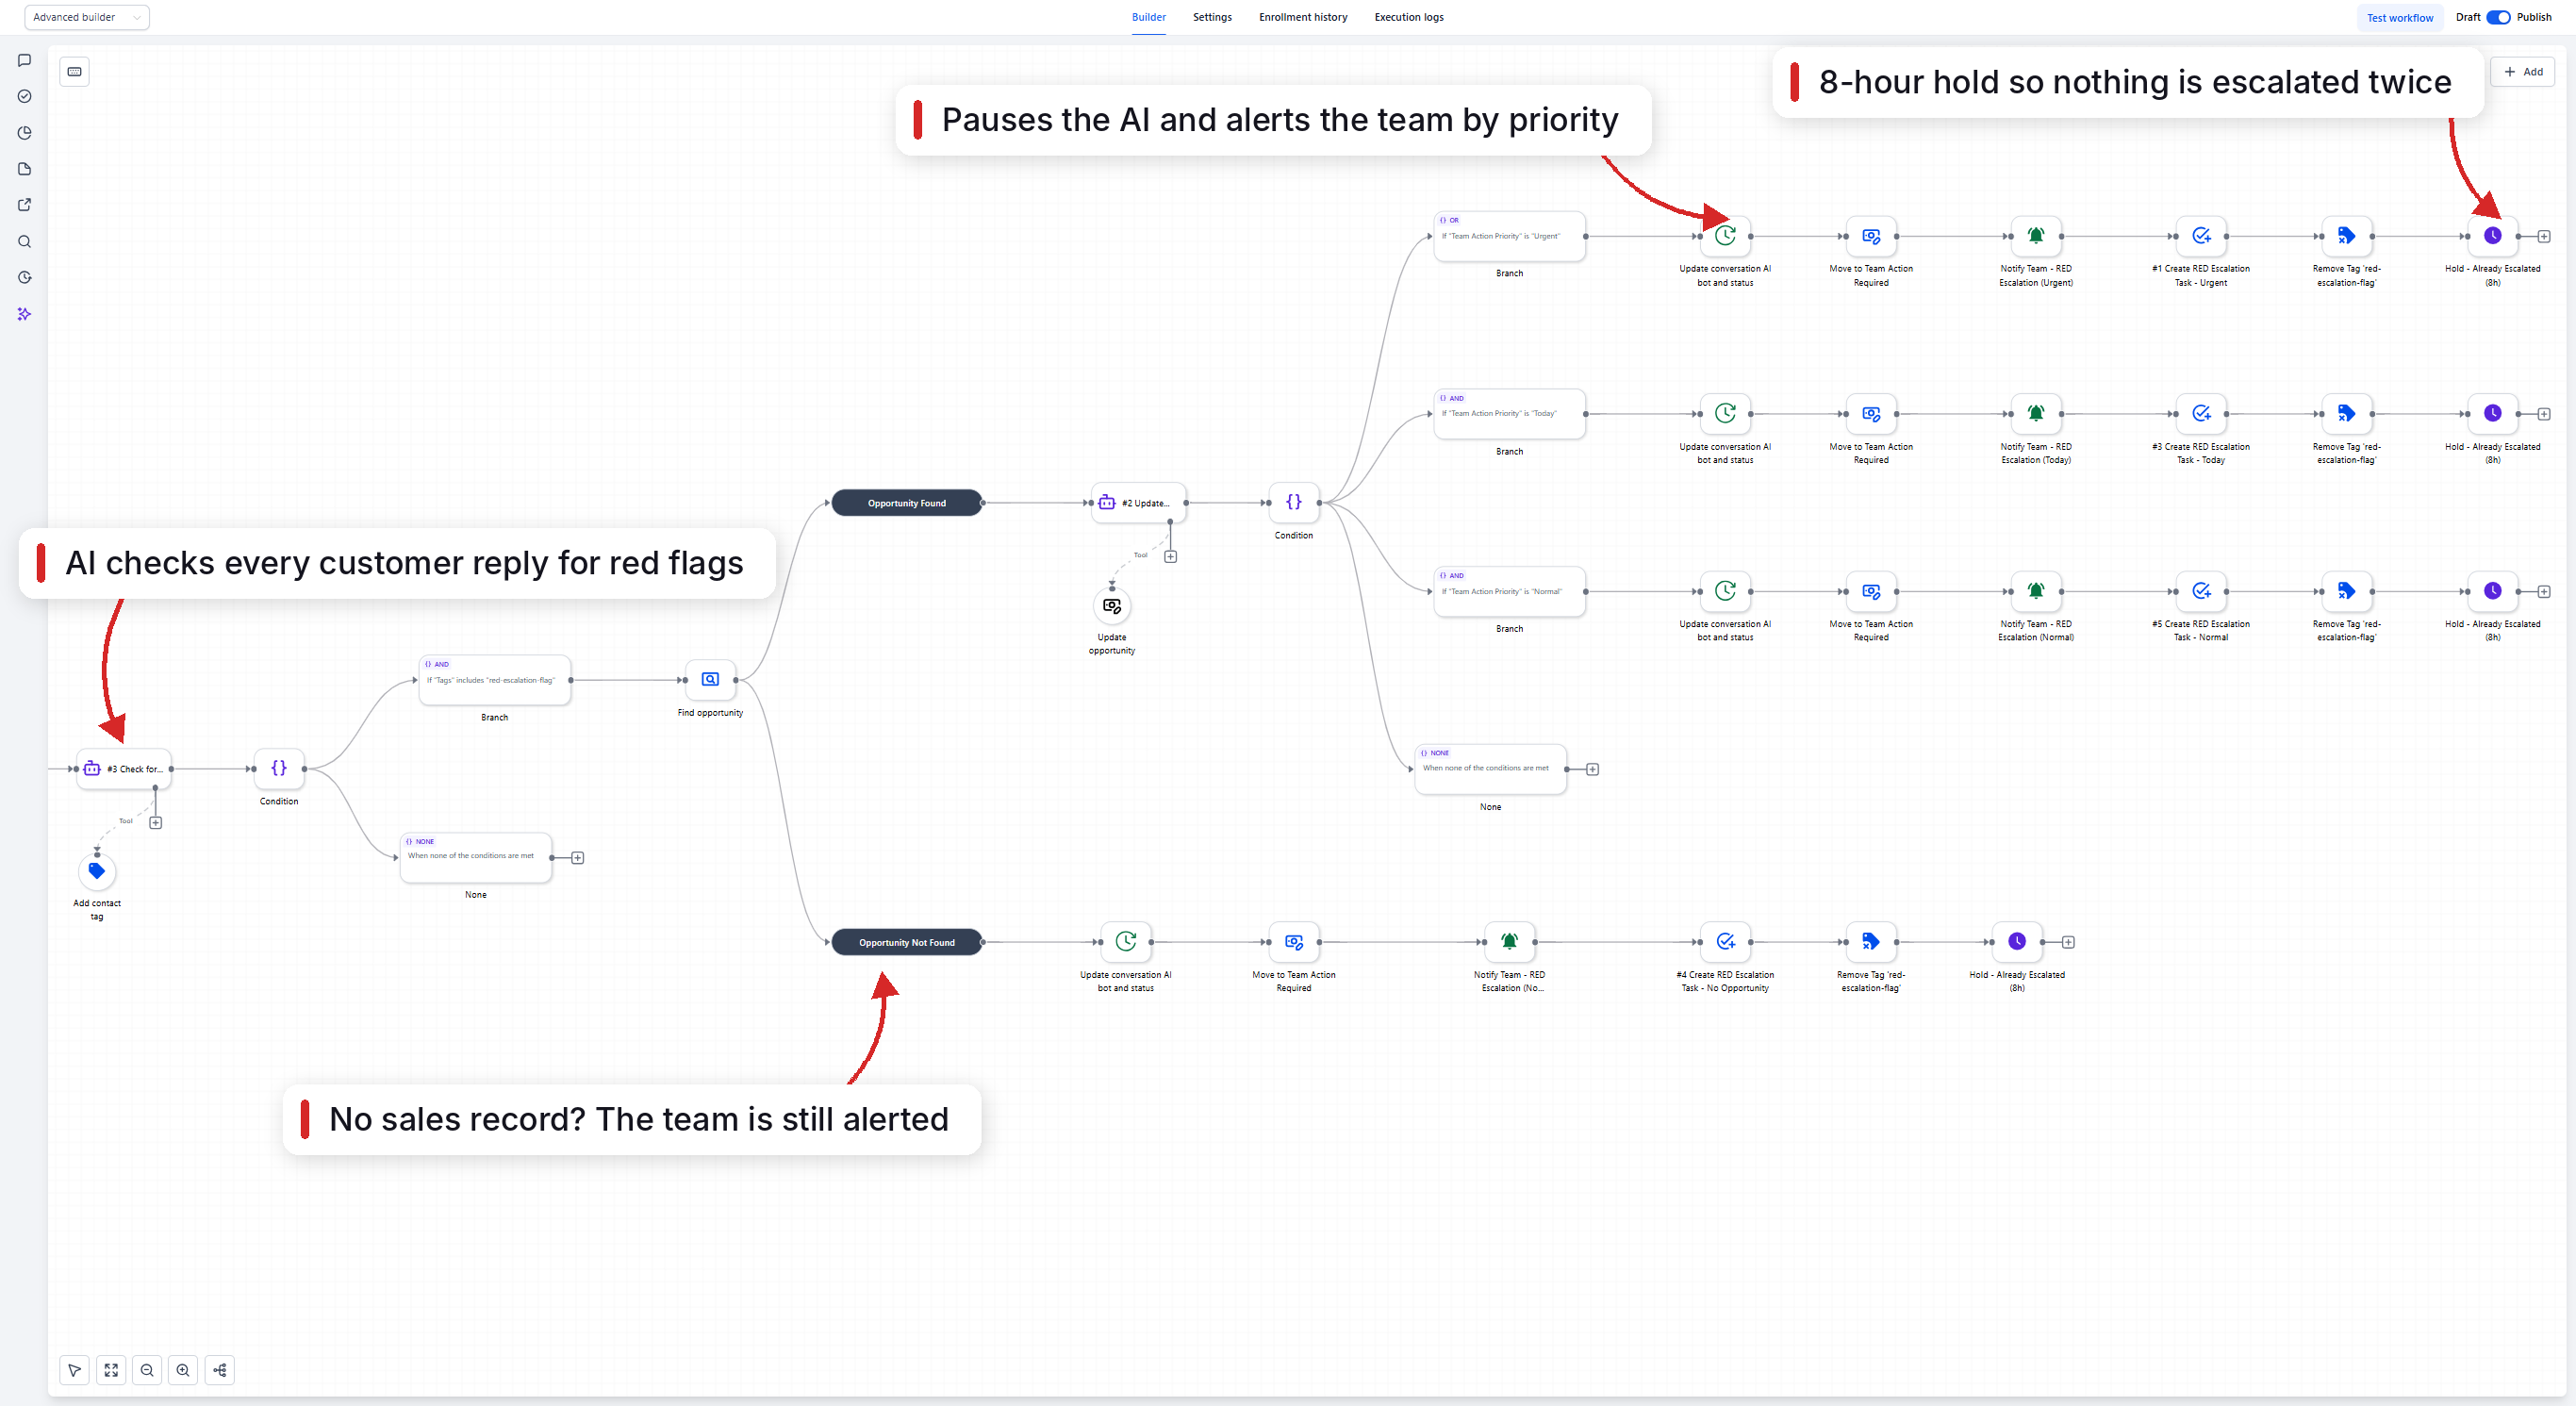 Advanced builder
Builder
Settings
Enrollment history
Execution logs
Test workflow
Draft
Publish
Add
8-hour hold so nothing is escalated twice
Pauses the AI and alerts the team by priority
{} OR
If "Team Action Priority" is "Urgent"
Branch
Update conversation AI
bot and status
Move to Team Action
Required
Notify Team - RED
Escalation (Urgent)
#1 Create RED Escalation
Task - Urgent
Remove Tag 'red-
escalation-flag'
Hold - Already Escalated
(8h)
{} AND
If "Team Action Priority" is "Today"
Branch
Update conversation AI
bot and status
Move to Team Action
Required
Notify Team - RED
Escalation (Today)
#3 Create RED Escalation
Task - Today
Remove Tag 'red-
escalation-flag'
Hold - Already Escalated
(8h)
Opportunity Found
#2 Update...
{}
Condition
Tool
Update
opportunity
AI checks every customer reply for red flags
{} AND
If "Team Action Priority" is "Normal"
Branch
Update conversation AI
bot and status
Move to Team Action
Required
Notify Team - RED
Escalation (Normal)
#5 Create RED Escalation
Task - Normal
Remove Tag 'red-
escalation-flag'
Hold - Already Escalated
(8h)
{} AND
If "Tags" includes "red-escalation-flag"
Branch
Find opportunity
#3 Check for...
{}
Condition
Tool
Add contact
tag
{} NONE
When none of the conditions are met
None
{} NONE
When none of the conditions are met
None
Opportunity Not Found
Update conversation AI
bot and status
Move to Team Action
Required
Notify Team - RED
Escalation (No...
#4 Create RED Escalation
Task - No Opportunity
Remove Tag 'red-
escalation-flag'
Hold - Already Escalated
(8h)
No sales record? The team is still alerted